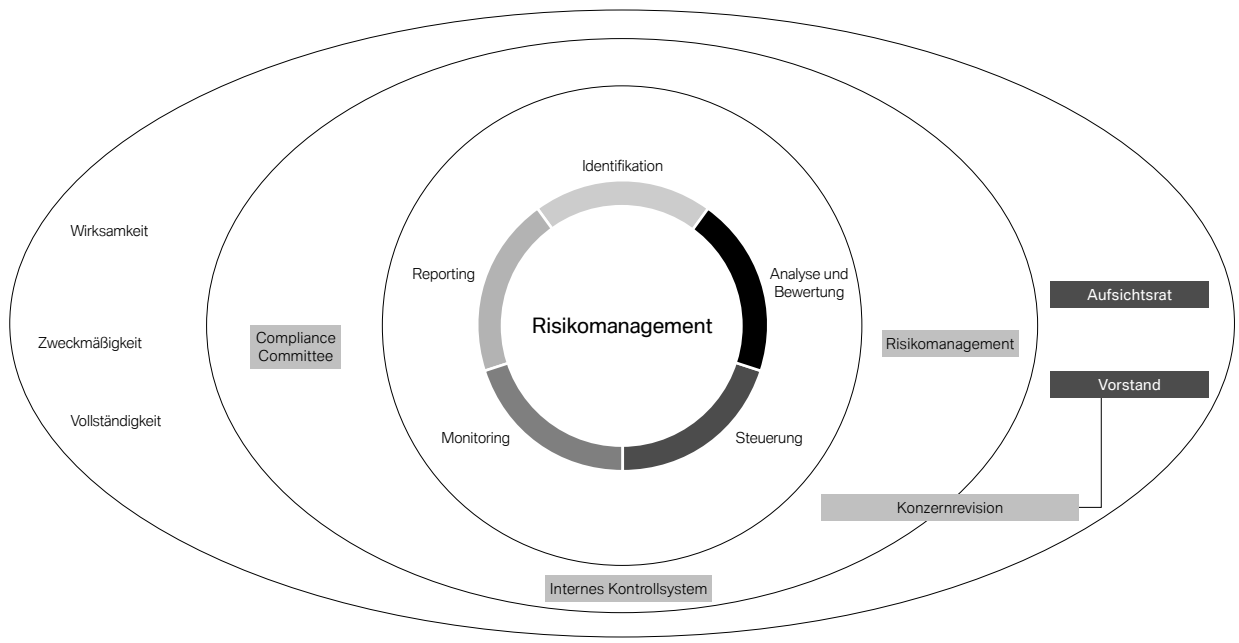 Identifikation
Wirksamkeit
Reporting
Analyse und
Bewertung
Aufsichtsrat
Risikomanagement
Compliance
Committee
Zweckmäßigkeit
Risikomanagement
Vorstand
Vollständigkeit
Monitoring
Steuerung
Konzernrevision
Internes Kontrollsystem